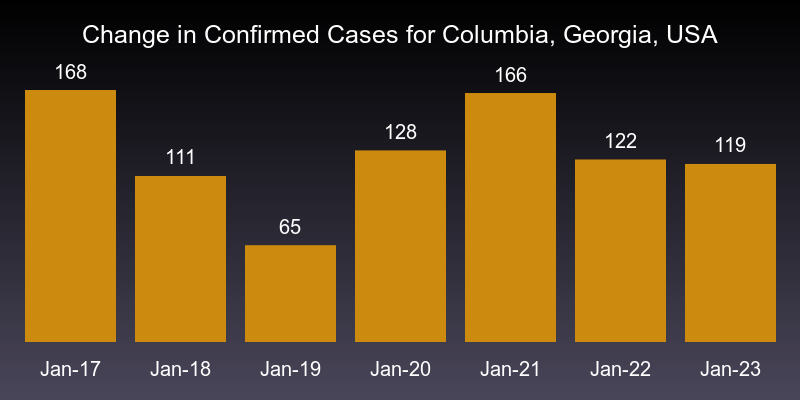 Change in Confirmed Cases for Columbia, Georgia, USA
168
111
65
128
166
122
119
Jan-17
Jan-18
Jan-19
Jan-20
Jan-21
Jan-22
Jan-23